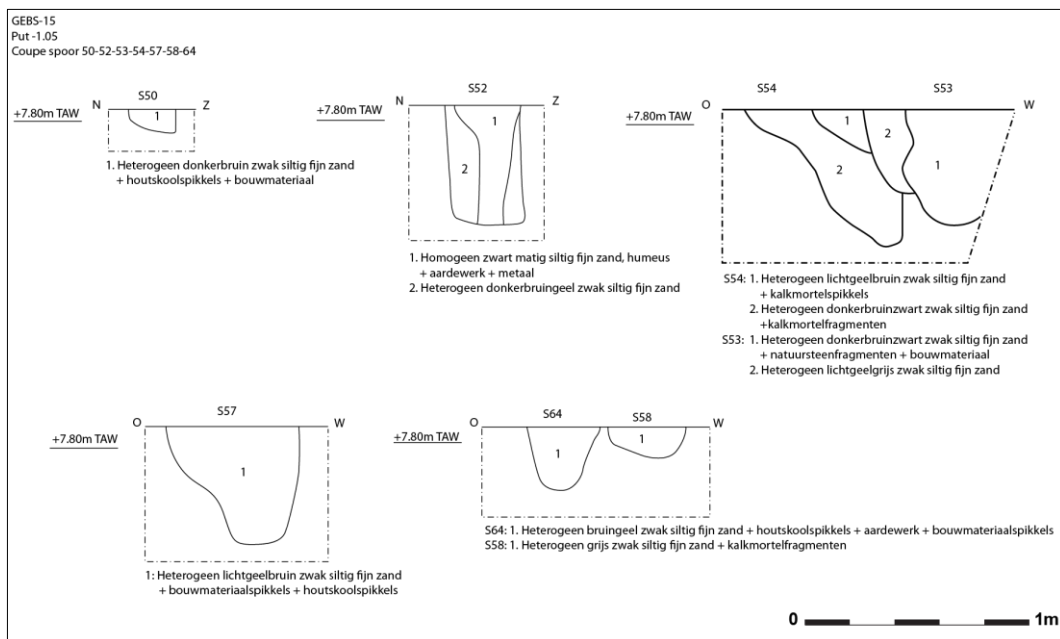 GEBS-15
Put -1.05
Coupe spoor 50-52-53-54-57-58-64
S50
N Z
+7.80m TAW
1
1. Heterogeen donkerbruin zwak siltig fijn zand
+ houtskoolspikkels + bouwmateriaal
S52
N Z
+7.80m TAW
1
2
1. Homogeen zwart matig siltig fijn zand, humeus
+ aardewerk + metaal
2. Heterogeen donkerbruingeel zwak siltig fijn zand
S54 S53
O W
+7.80m TAW
1 2
2 1
S54: 1. Heterogeen lichtgeelbruin zwak siltig fijn zand
+ kalkmortelspikkels
2. Heterogeen donkerbruinzwart zwak siltig fijn zand
+kalkmortelfragmenten
S53: 1. Heterogeen donkerbruinzwart zwak siltig fijn zand
+ natuursteenfragmenten + bouwmateriaal
2. Heterogeen lichtgeelgrijs zwak siltig fijn zand
S57
O W
+7.80m TAW
1
1: Heterogeen lichtgeelbruin zwak siltig fijn zand
+ bouwmateriaalspikkels + houtskoolspikkels
S64 S58
O W
+7.80m TAW
1 1
S64: 1. Heterogeen bruingeel zwak siltig fijn zand + houtskoolspikkels + aardewerk + bouwmateriaalspikkels
S58: 1. Heterogeen grijs zwak siltig fijn zand + kalkmortelfragmenten
0 1m